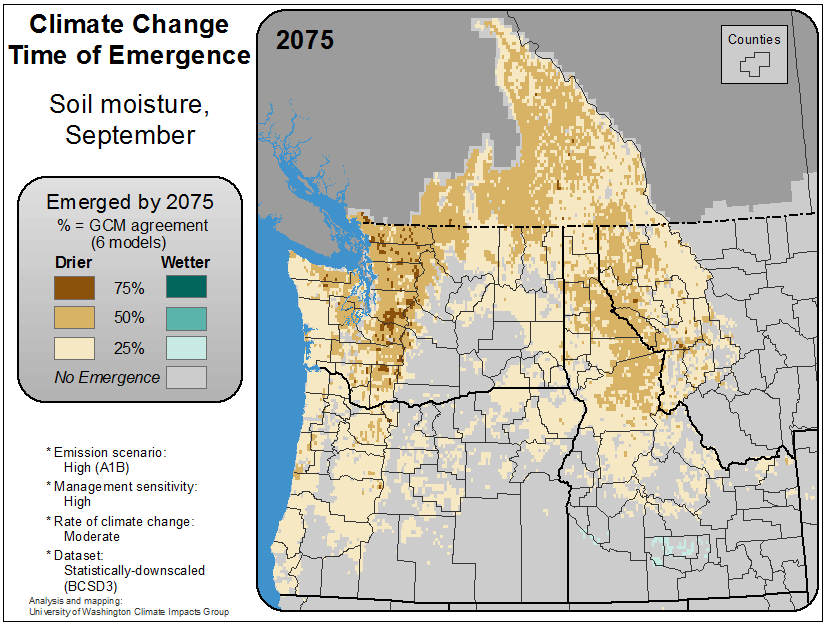 Climate Change
Time of Emergence
Soil moisture,
September
Emerged by 2075
% = GCM agreement
(6 models)
Drier Wetter
75%
50%
25%
No Emergence
* Emission scenario:
High (A1B)
* Management sensitivity:
High
* Rate of climate change:
Moderate
* Dataset:
Statistically-downscaled
(BCSD3)
Analysis and mapping:
University of Washington Climate Impacts Group
2075
Counties